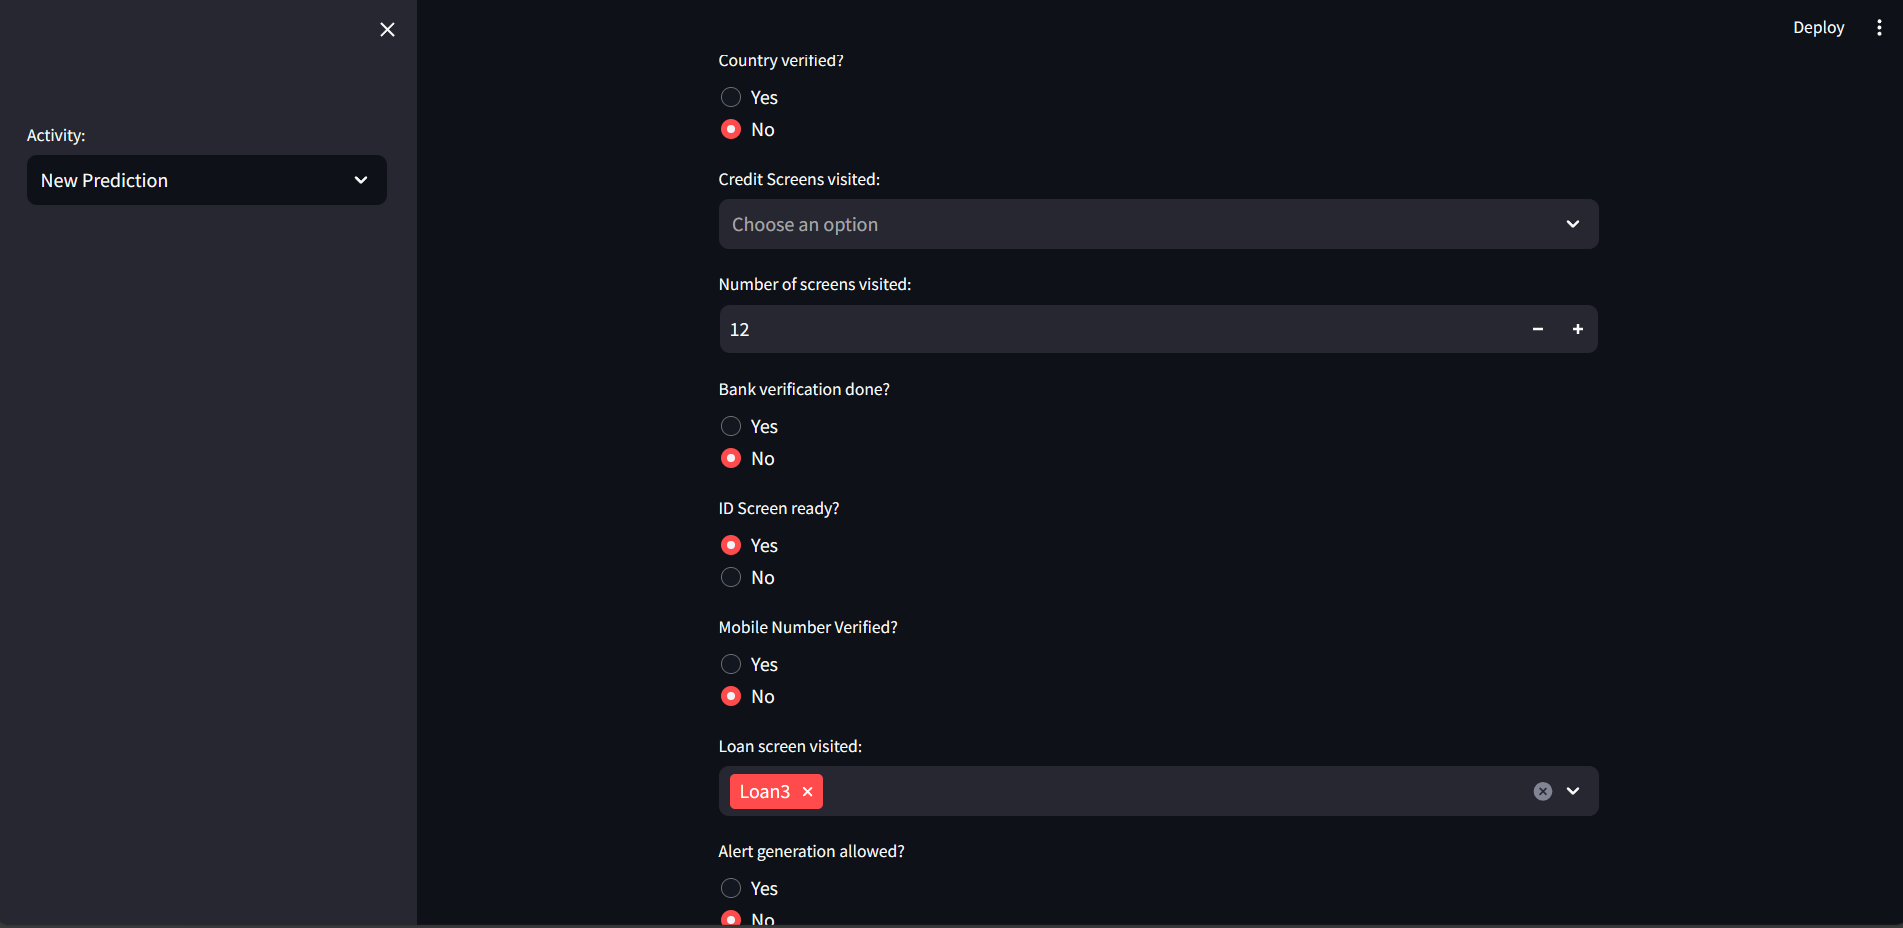 Deploy
Activity:
New Prediction
Country verified?
Yes
No
Credit Screens visited:
Choose an option
Number of screens visited:
12
Bank verification done?
Yes
No
ID Screen ready?
Yes
No
Mobile Number Verified?
Yes
No
Loan screen visited:
Loan3
Alert generation allowed?
Yes
No